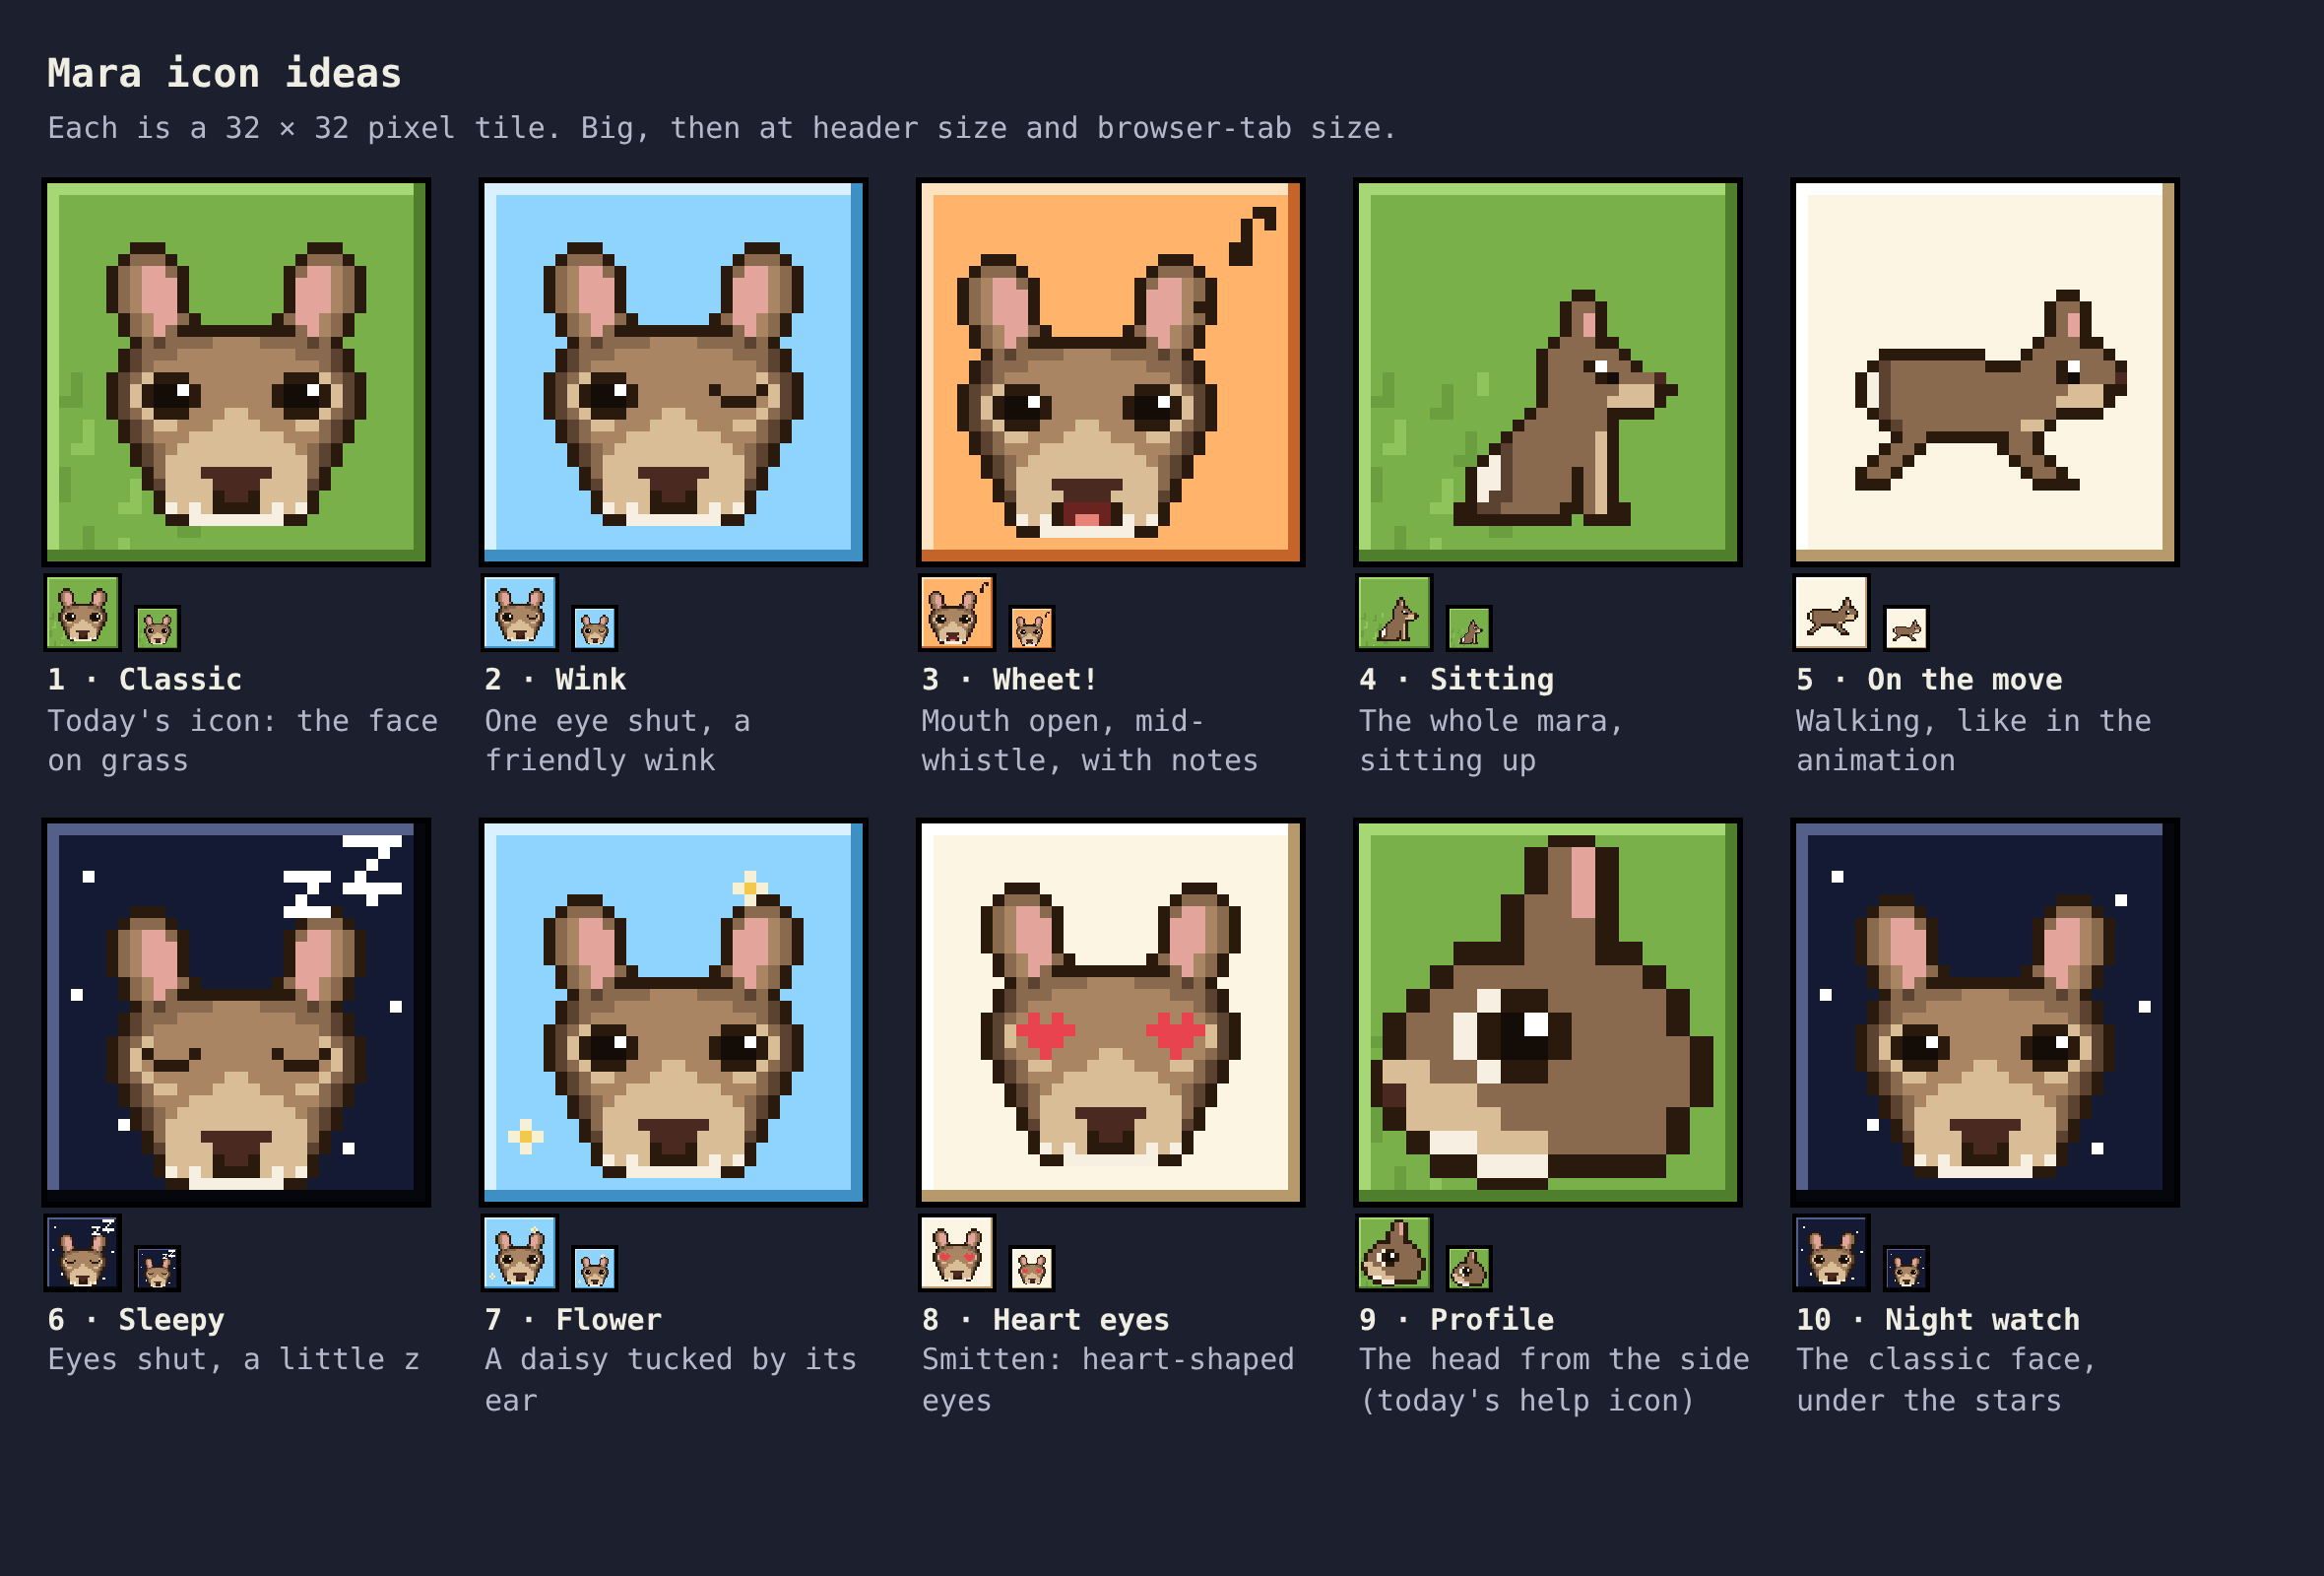 Mara icon ideas
Each is a 32 × 32 pixel tile. Big, then at header size and browser-tab size.
1 · Classic
Today's icon: the face
on grass
2 · Wink
One eye shut, a
friendly wink
3 · Wheet!
Mouth open, mid-
whistle, with notes
4 · Sitting
The whole mara,
sitting up
5 · On the move
Walking, like in the
animation
z Z
6 · Sleepy
Eyes shut, a little z
7 · Flower
A daisy tucked by its
ear
8 · Heart eyes
Smitten: heart-shaped
eyes
9 · Profile
The head from the side
(today's help icon)
10 · Night watch
The classic face,
under the stars